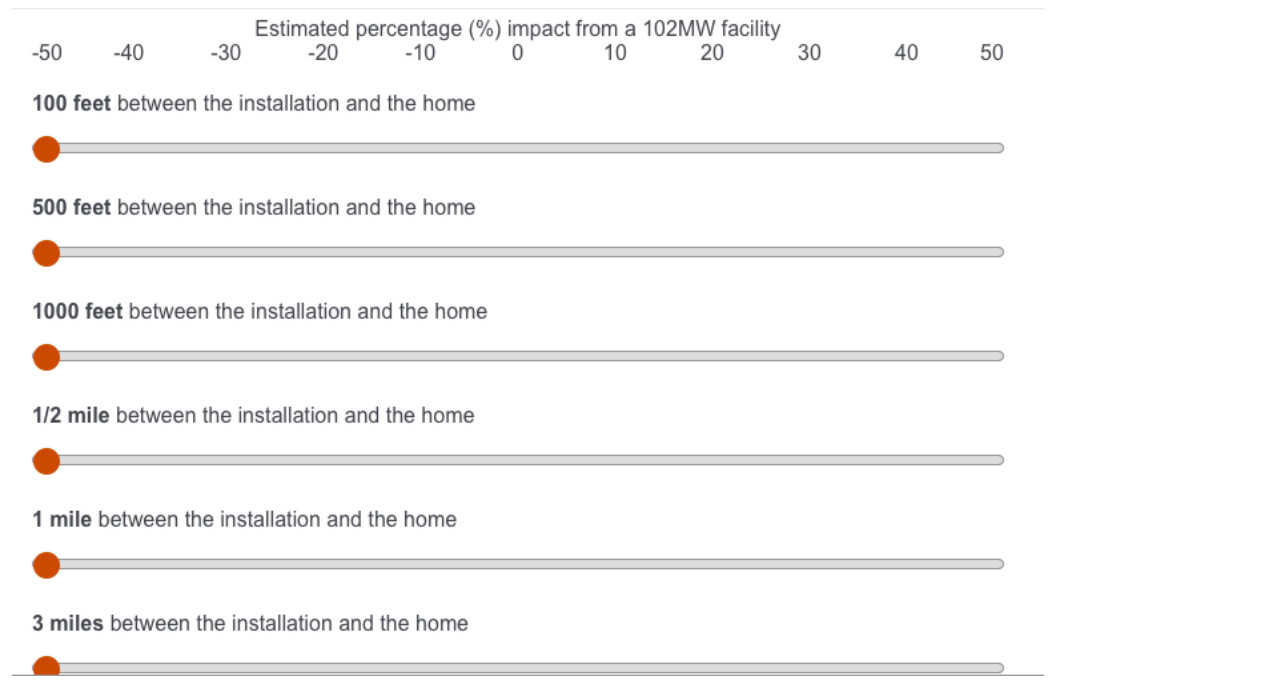 Estimated percentage (%) impact from a 102MW facility
-50 -40 -30 -20 -10 0 10 20 30 40 50
100 feet between the installation and the home
500 feet between the installation and the home
1000 feet between the installation and the home
1/2 mile between the installation and the home
1 mile between the installation and the home
3 miles between the installation and the home